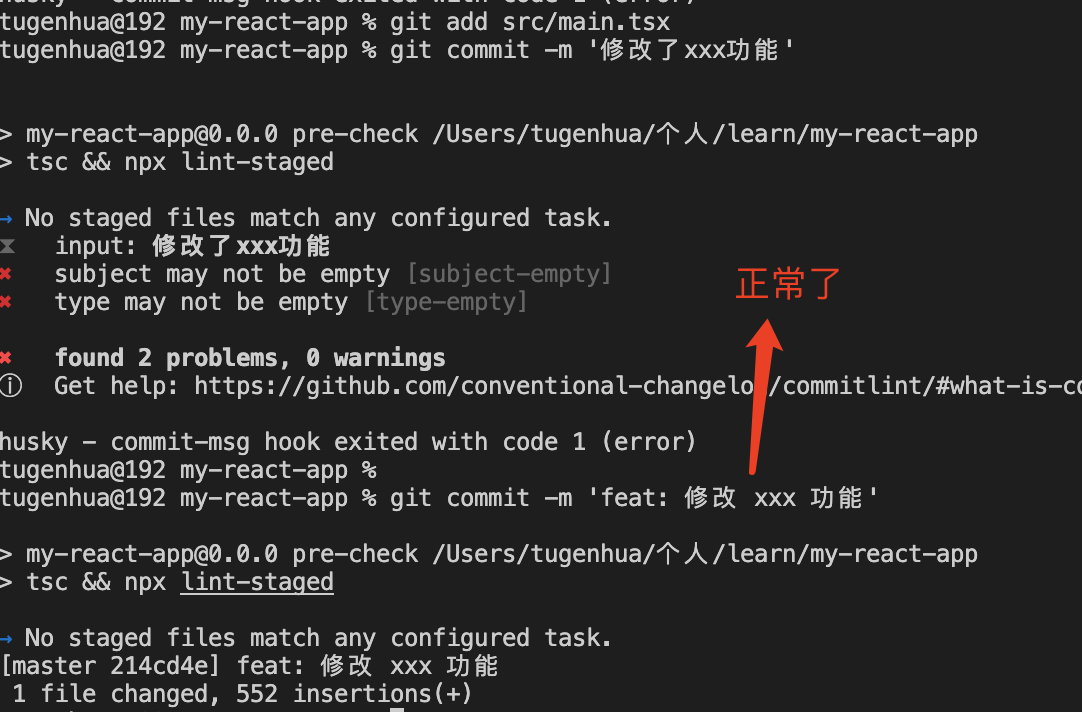 husky - commit-msg hook exited with code 1 (error)
tugenhua@192 my-react-app % git add src/main.tsx
tugenhua@192 my-react-app % git commit -m '修改了xxx功能'
> my-react-app@0.0.0 pre-check /Users/tugenhua/个人/learn/my-react-app
> tsc && npx lint-staged
→ No staged files match any configured task.
⧗ input: 修改了xxx功能
✖ subject may not be empty [subject-empty]
✖ type may not be empty [type-empty]
正常了
✖ found 2 problems, 0 warnings
ⓘ Get help: https://github.com/conventional-changelo /commitlint/#what-is-co
husky - commit-msg hook exited with code 1 (error)
tugenhua@192 my-react-app %
tugenhua@192 my-react-app % git commit -m 'feat: 修改 xxx 功能'
> my-react-app@0.0.0 pre-check /Users/tugenhua/个人/learn/my-react-app
> tsc && npx lint-staged
→ No staged files match any configured task.
[master 214cd4e] feat: 修改 xxx 功能
1 file changed, 552 insertions(+)